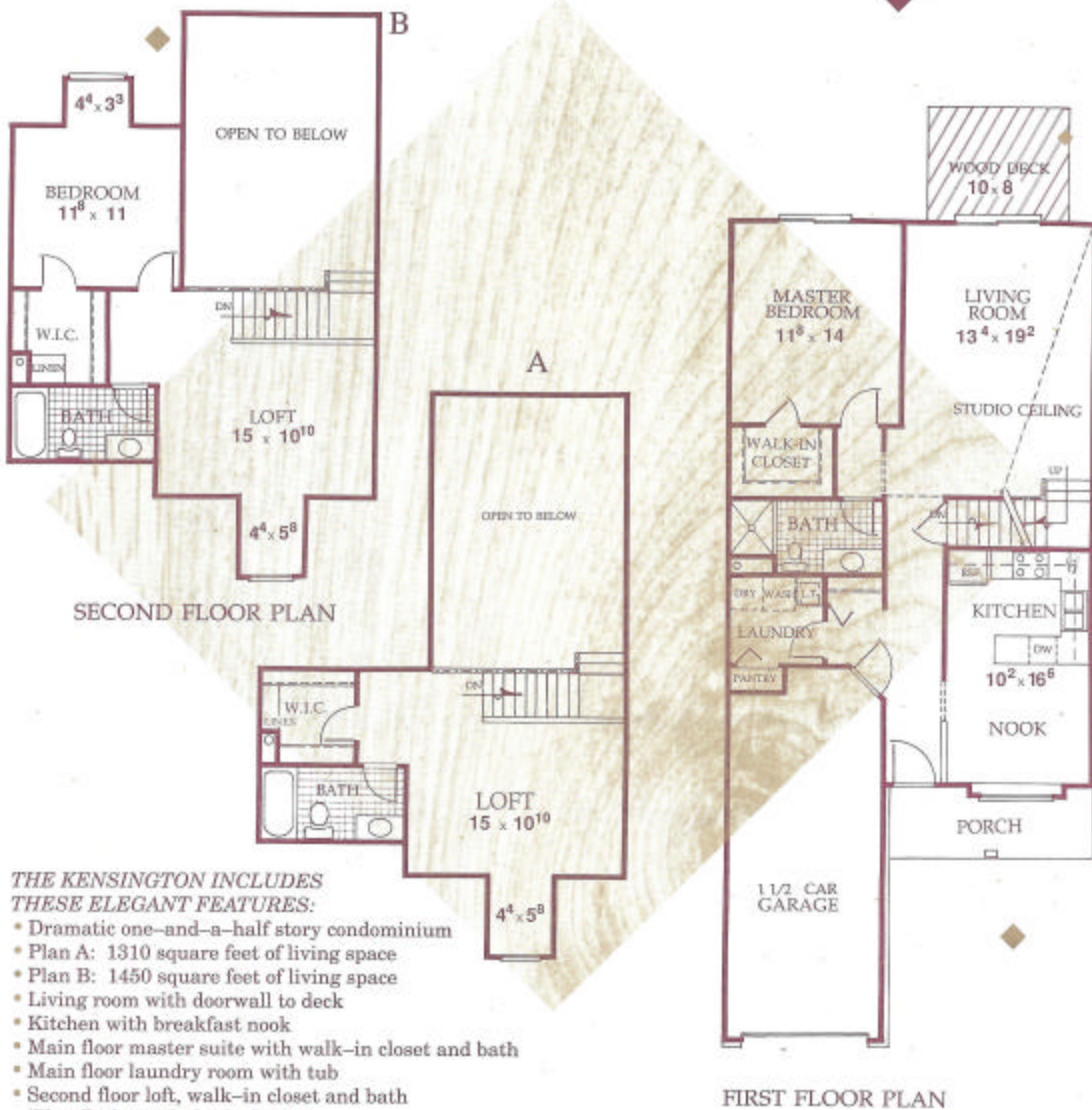 B
4⁴ x 3³
OPEN TO BELOW
BEDROOM
11⁸ x 11
DN
W.I.C.
LINEN
BATH
LOFT
15 x 10¹⁰
4⁴ x 5⁸
SECOND FLOOR PLAN
A
OPEN TO BELOW
DN
W.I.C.
LINEN
BATH
LOFT
15 x 10¹⁰
4⁴ x 5⁸
WOOD DECK
10 x 8
MASTER
BEDROOM
11⁸ x 14
LIVING
ROOM
13⁴ x 19²
STUDIO CEILING
WALK-IN
CLOSET
UP
DN
BATH
REF
DRY WASH L.T.
KITCHEN
LAUNDRY
DW
PANTRY
10² x 16⁶
NOOK
PORCH
1 1/2 CAR
GARAGE
FIRST FLOOR PLAN
THE KENSINGTON INCLUDES
THESE ELEGANT FEATURES:
• Dramatic one–and–a–half story condominium
• Plan A: 1310 square feet of living space
• Plan B: 1450 square feet of living space
• Living room with doorwall to deck
• Kitchen with breakfast nook
• Main floor master suite with walk–in closet and bath
• Main floor laundry room with tub
• Second floor loft, walk–in closet and bath